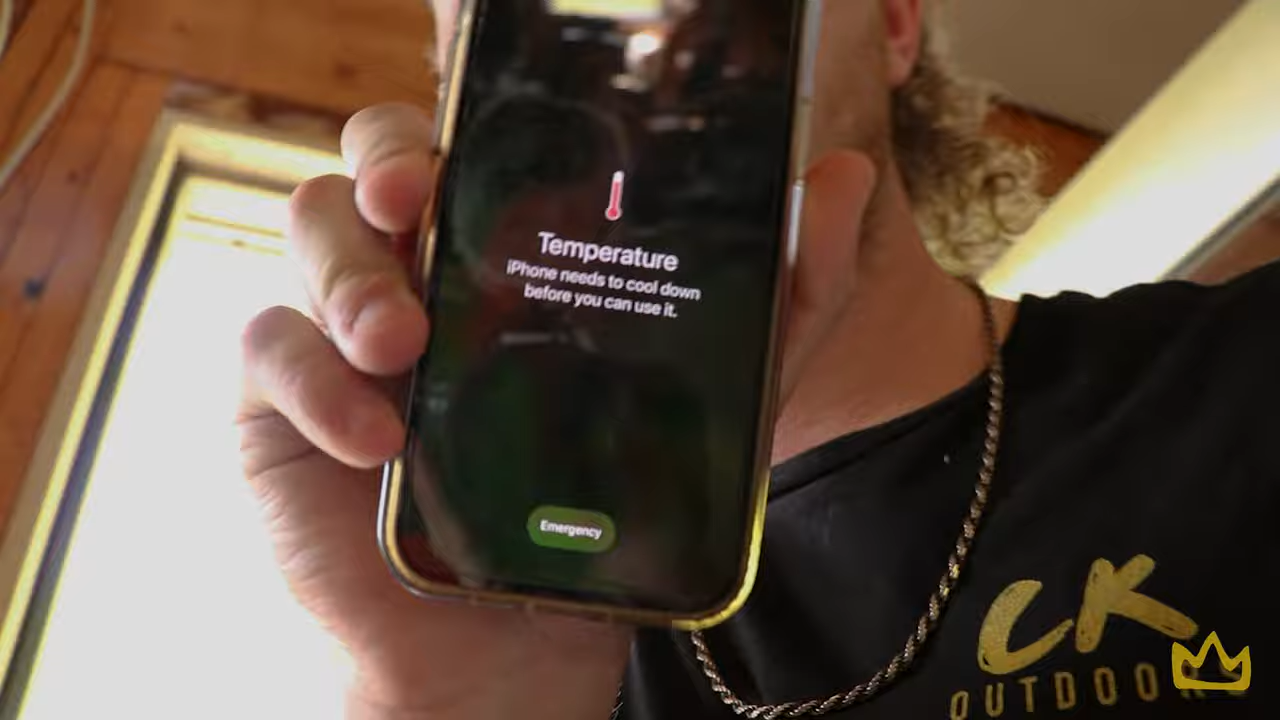 Temperature
iPhone needs to cool down
before you can use it.
Emergency
CK
OUTDOORS